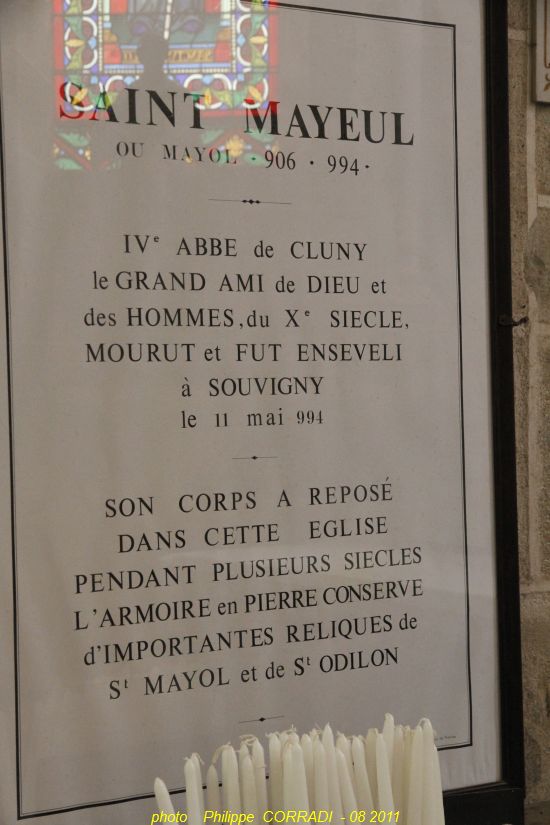 SAINT MAYEUL
OU MAYOL · 906 · 994 ·
IVᵉ ABBE de CLUNY
le GRAND AMI de DIEU et
des HOMMES, du Xᵉ SIECLE,
MOURUT et FUT ENSEVELI
à SOUVIGNY
le 11 mai 994
SON CORPS A REPOSÉ
DANS CETTE EGLISE
PENDANT PLUSIEURS SIECLES
L'ARMOIRE en PIERRE CONSERVE
d'IMPORTANTES RELIQUES de
Sᵗ MAYOL et de Sᵗ ODILON
photo Philippe CORRADI - 08 2011